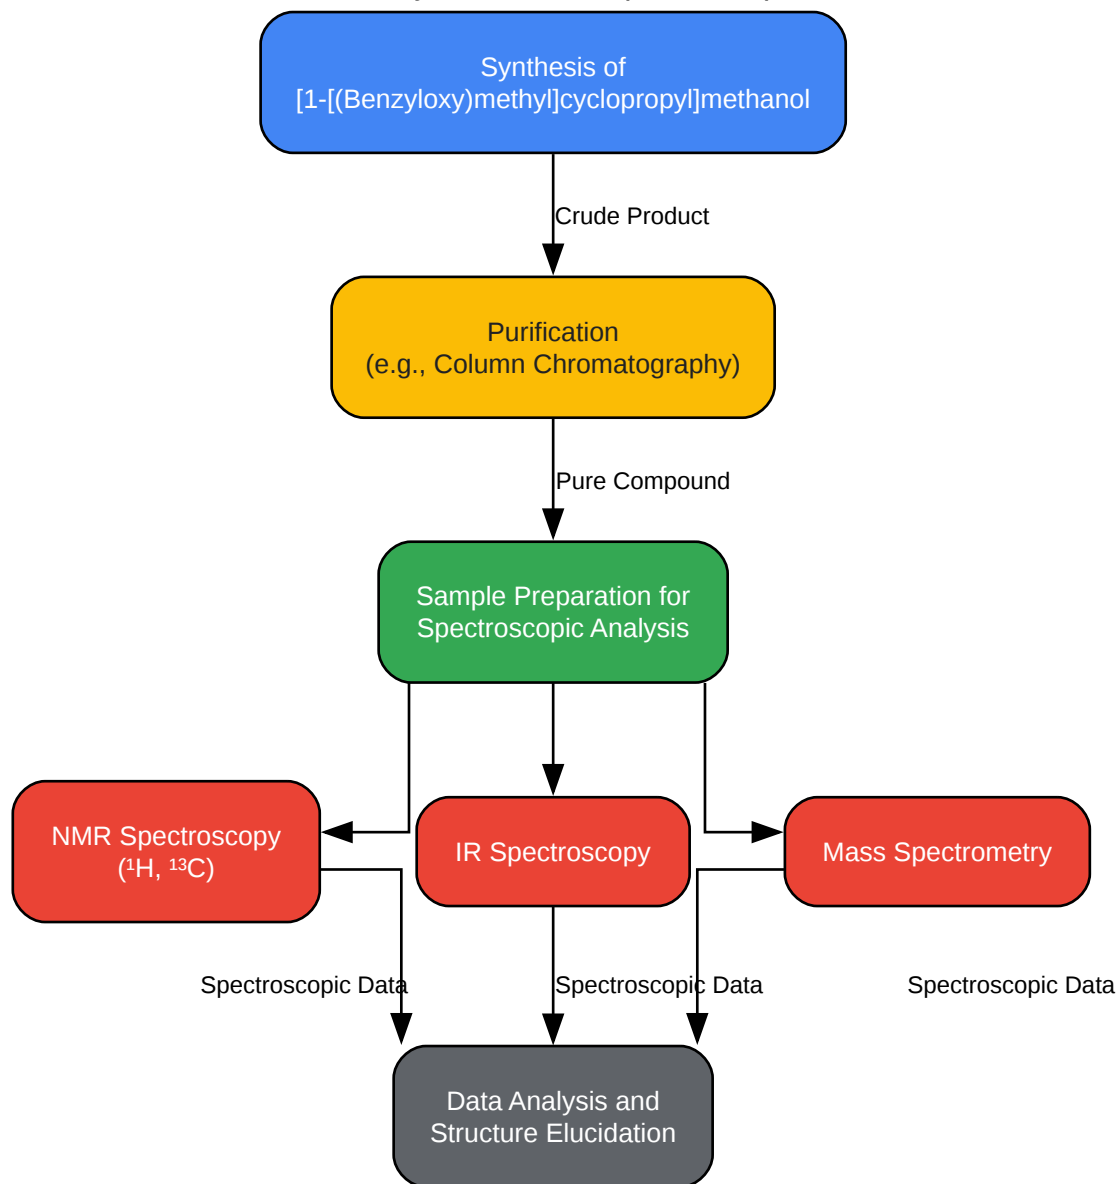 Synthesis of
[1-[(Benzyloxy)methyl]cyclopropyl]methanol
Crude Product
Purification
(e.g., Column Chromatography)
Pure Compound
Sample Preparation for
Spectroscopic Analysis
NMR Spectroscopy
(¹H, ¹³C)
IR Spectroscopy
Mass Spectrometry
Spectroscopic Data
Spectroscopic Data
Spectroscopic Data
Data Analysis and
Structure Elucidation